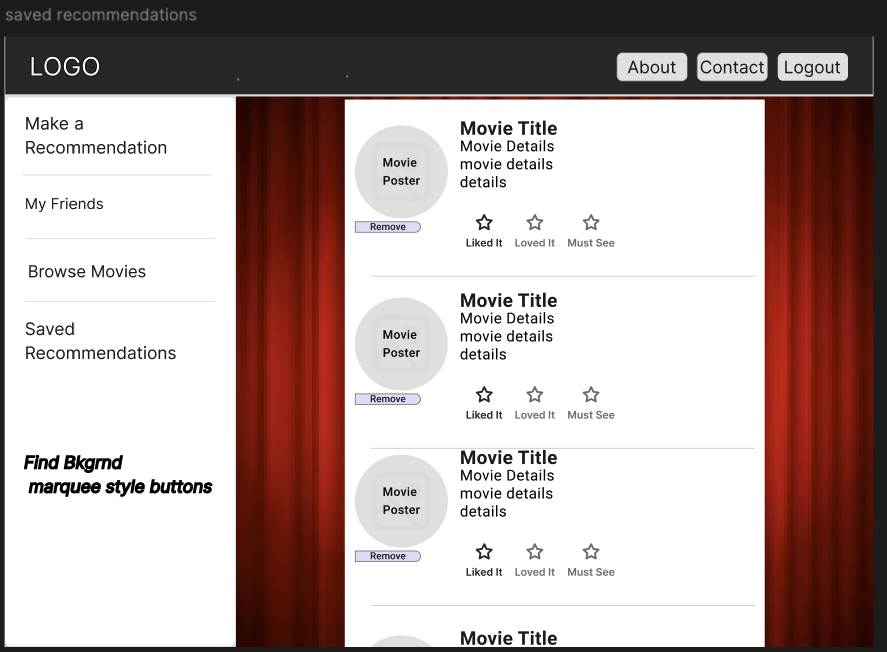 saved recommendations
LOGO
About
Contact
Logout
Make a
Recommendation
My Friends
Browse Movies
Saved
Recommendations
Find Bkgrnd
marquee style buttons
Movie
Poster
Remove
Movie Title
Movie Details
movie details
details
Liked It
Loved It
Must See
Movie
Poster
Remove
Movie Title
Movie Details
movie details
details
Liked It
Loved It
Must See
Movie
Poster
Remove
Movie Title
Movie Details
movie details
details
Liked It
Loved It
Must See
Movie Title